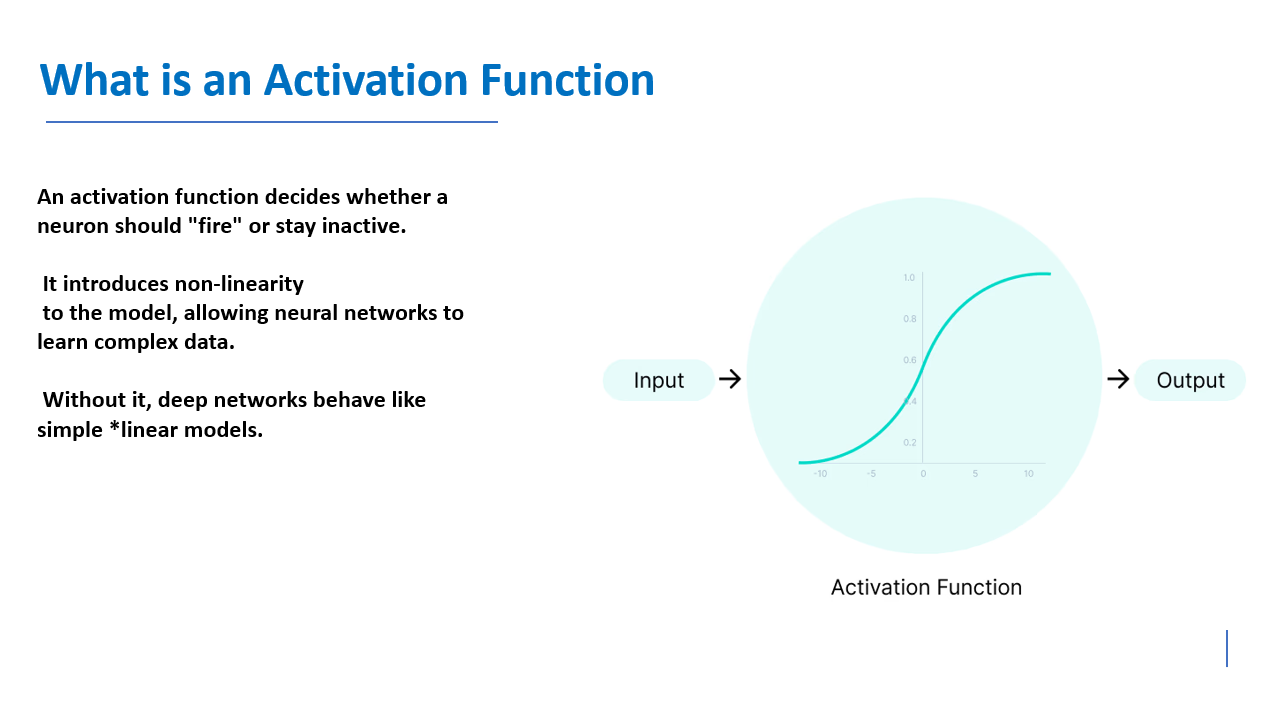 What is an Activation Function
An activation function decides whether a
neuron should "fire" or stay inactive.
It introduces non-linearity
to the model, allowing neural networks to
learn complex data.
Without it, deep networks behave like
simple *linear models.
Input
1.0
0.8
0.6
0.4
0.2
-10
-5
0
5
10
Output
Activation Function